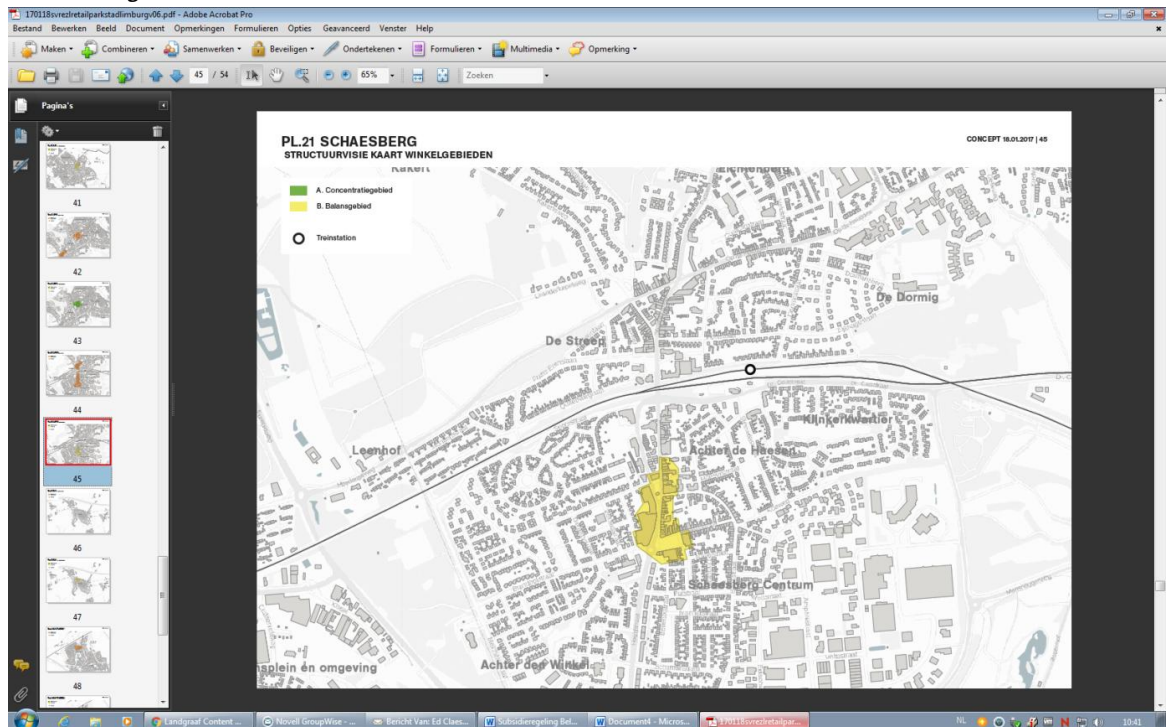 170118svrezlretailparkstadlimburgv06.pdf - Adobe Acrobat Pro
Bestand Bewerken Beeld Document Opmerkingen Formulieren Opties Geavanceerd Venster Help
Maken Combineren Samenwerken Beveiligen Ondertekenen Formulieren Multimedia Opmerking
45 / 54 65% Zoeken
Pagina's
41
42
43
44
45
46
47
48
PL.21 SCHAESBERG
STRUCTUURVISIE KAART WINKELGEBIEDEN
CONCEPT 18.01.2017 | 45
Kakert
A. Concentratiegebied
B. Balansgebied
Treinstation
De Dormig
De Streep
Klinkerkwartier
Leenhof
Achter de Haesen
Schaesberg Centrum
nsplein én omgeving
Achter den Winkel
Landgraaf Content ... Novell GroupWise - ... Bericht Van: Ed Claes... Subsidieregeling Bel... Document4 - Micros... 170118svrezlretailpar...
NL 10:41